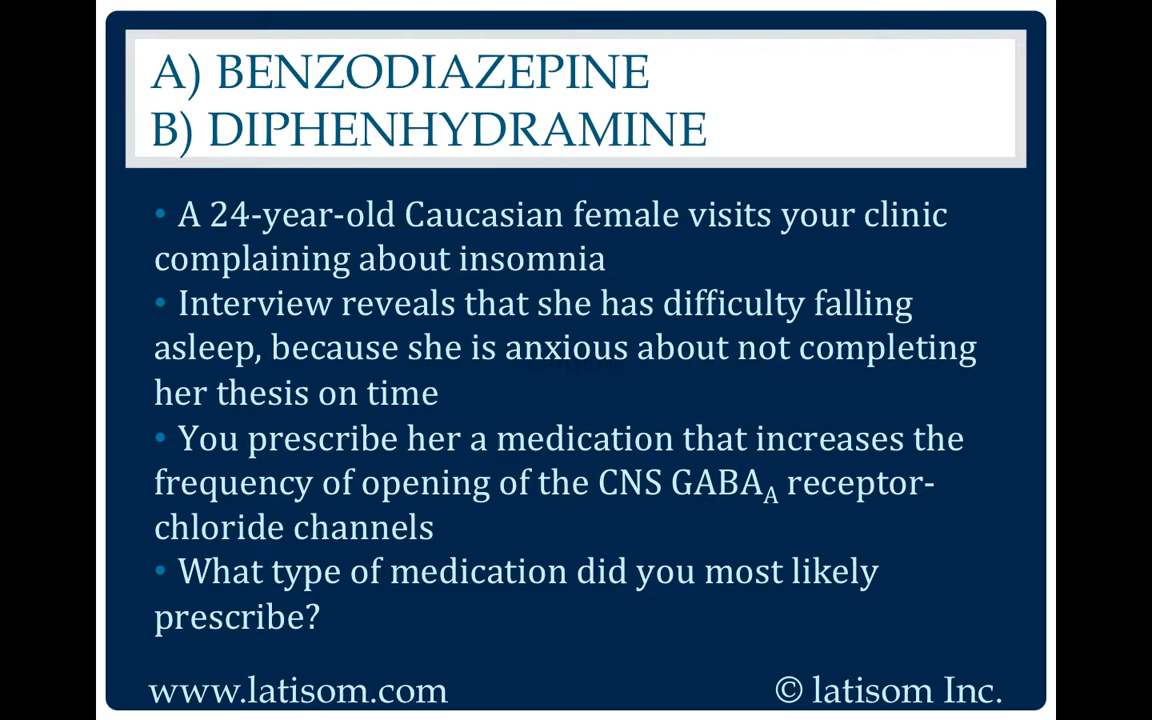 A) BENZODIAZEPINE
B) DIPHENHYDRAMINE
• A 24-year-old Caucasian female visits your clinic
complaining about insomnia
• Interview reveals that she has difficulty falling
asleep, because she is anxious about not completing
her thesis on time
• You prescribe her a medication that increases the
frequency of opening of the CNS GABA_A receptor-
chloride channels
• What type of medication did you most likely
prescribe?
www.latisom.com
© latisom Inc.